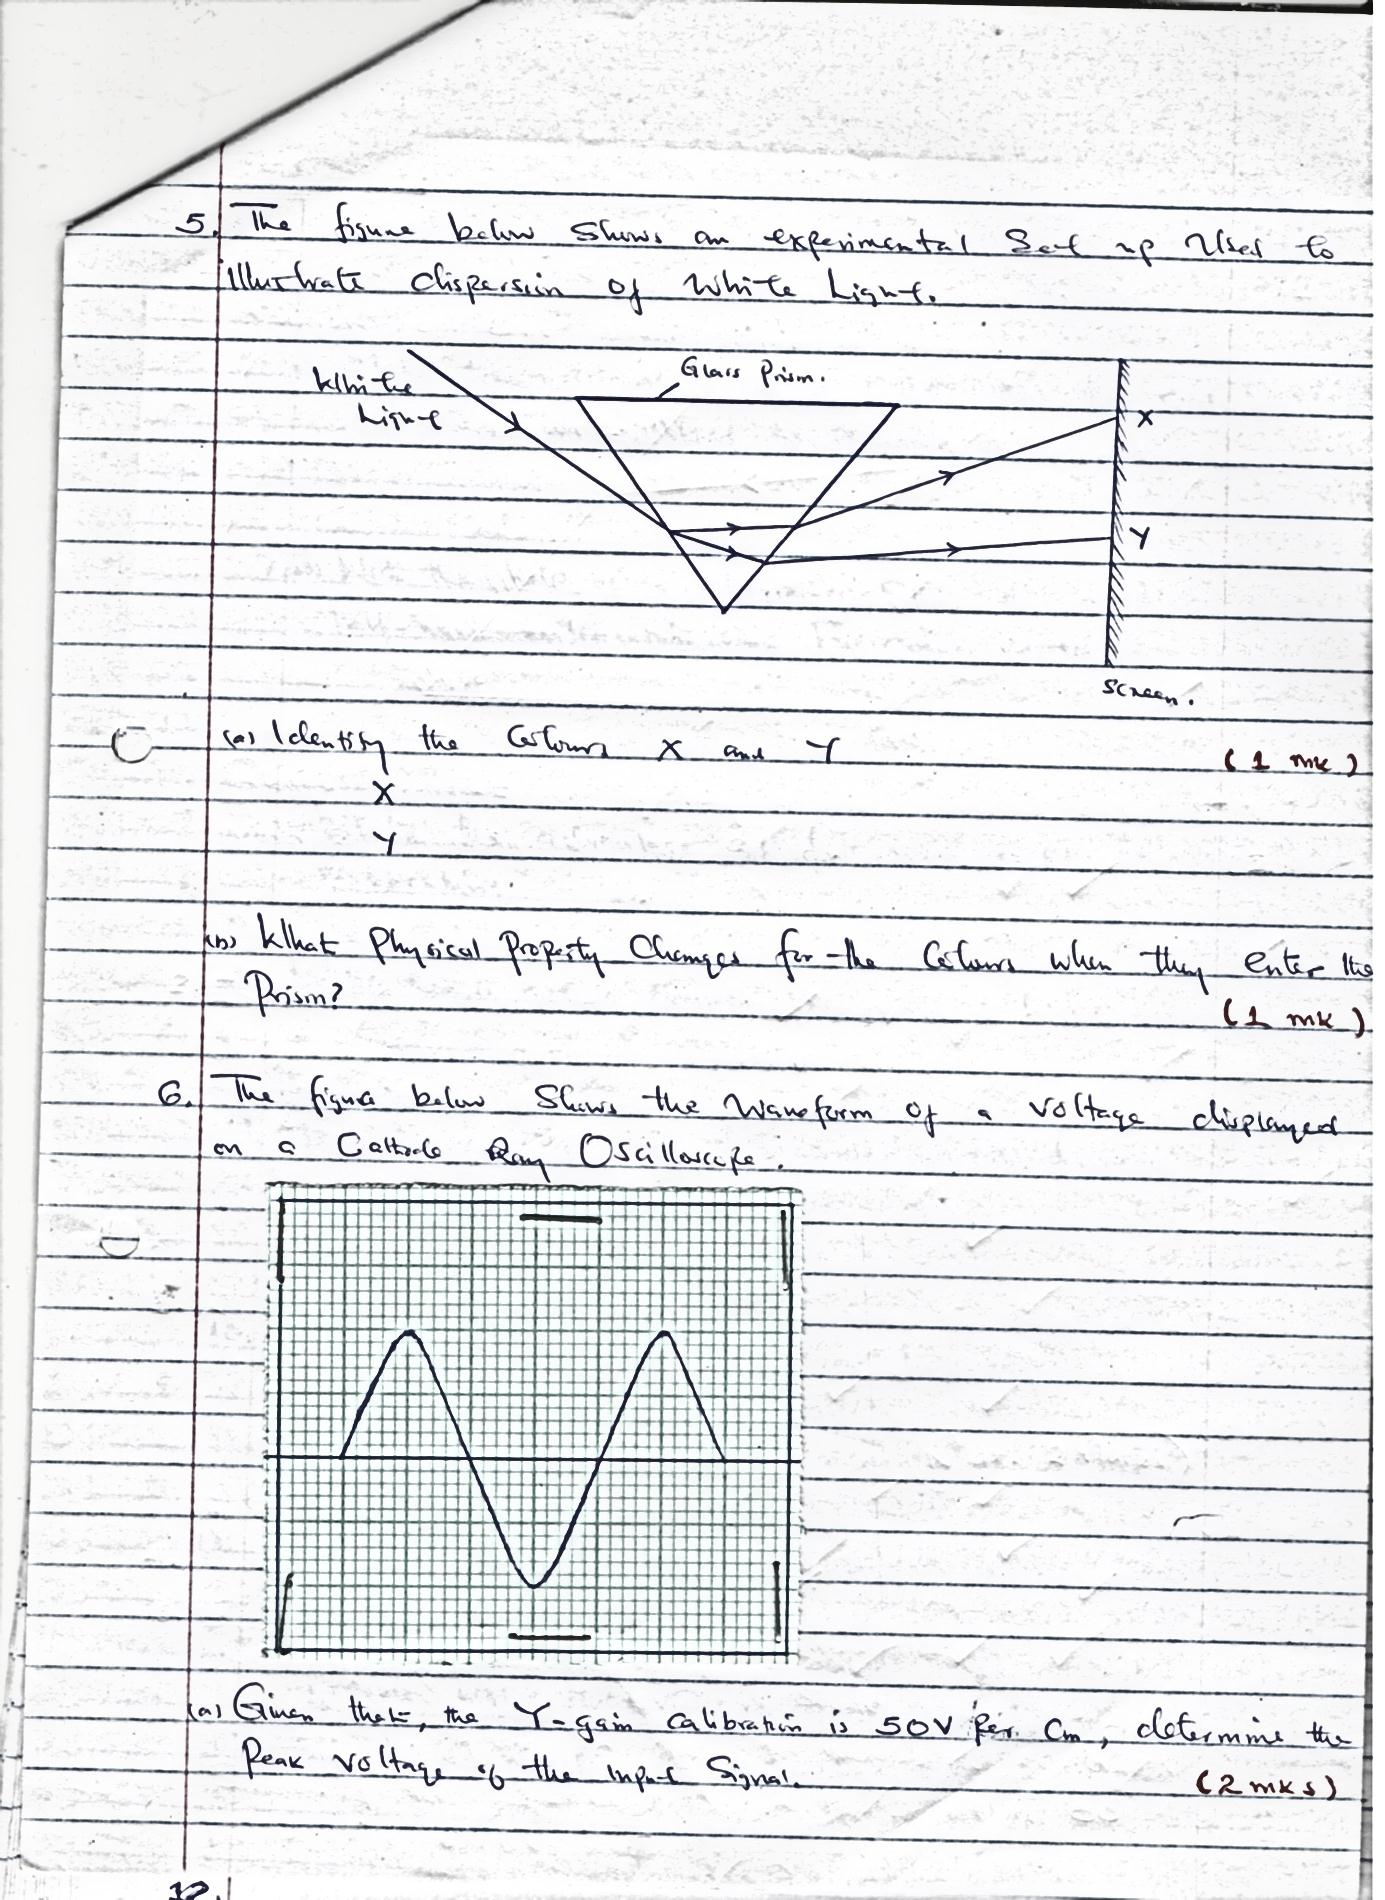 5. The figure below shows an experimental Set up Used to
illustrate dispersion of White Light.
White
Light
Glass Prism.
X
Y
Screen.
(a) Identify the Colours X and Y (1 mk)
X
Y
(b) What Physical Property Changes for the Colours when they enter the
Prism? (1 mk)
6. The figure below Shows the Waveform of a voltage displayed
on a Cathode Ray Oscilloscope.
(a) Given that, the Y-gain calibration is 50V per Cm, determine the
Peak voltage of the Input Signal. (2 mks)
12.